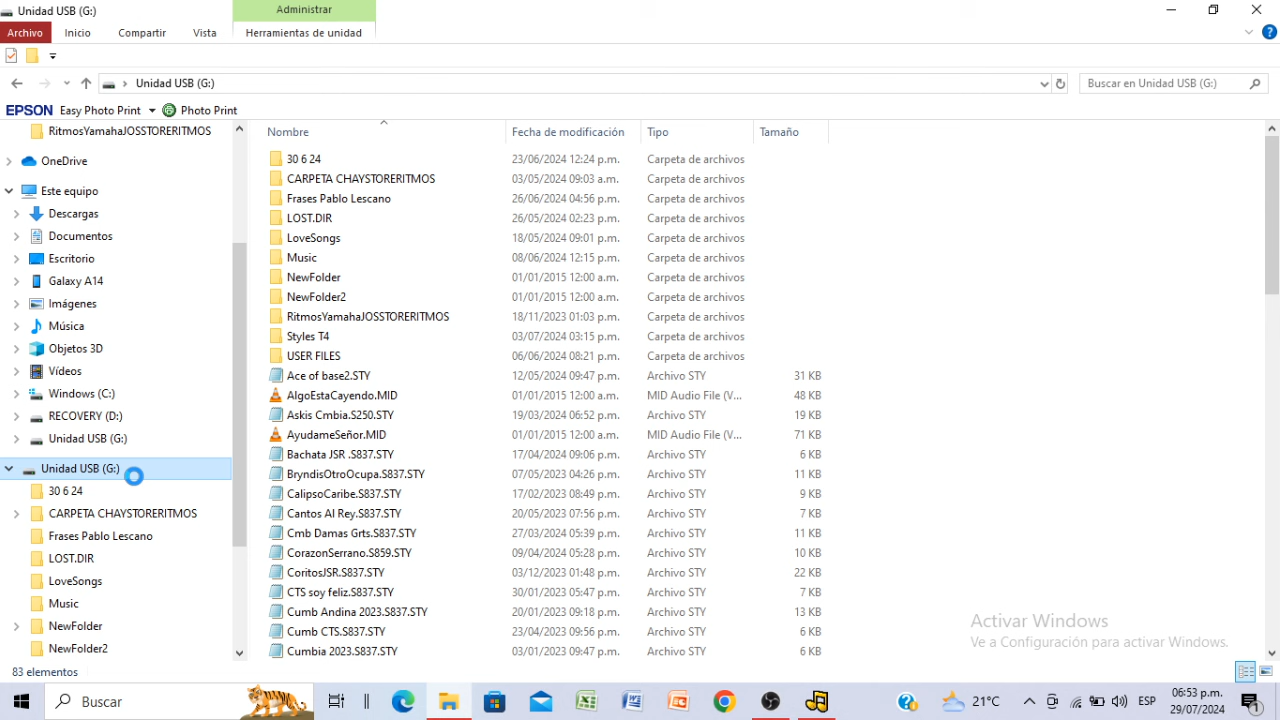 Unidad USB (G:)
Administrar
Archivo
Inicio
Compartir
Vista
Herramientas de unidad
Unidad USB (G:)
Buscar en Unidad USB (G:)
EPSON Easy Photo Print Photo Print
RitmosYamahaJOSSTORERITMOS
OneDrive
Este equipo
Descargas
Documentos
Escritorio
Galaxy A14
Imágenes
Música
Objetos 3D
Vídeos
Windows (C:)
RECOVERY (D:)
Unidad USB (G:)
Unidad USB (G:)
30 6 24
CARPETA CHAYSTORERITMOS
Frases Pablo Lescano
LOST.DIR
LoveSongs
Music
NewFolder
NewFolder2
Nombre Fecha de modificación Tipo Tamaño
30 6 24 23/06/2024 12:24 p.m. Carpeta de archivos
CARPETA CHAYSTORERITMOS 03/05/2024 09:03 a.m. Carpeta de archivos
Frases Pablo Lescano 26/06/2024 04:56 p.m. Carpeta de archivos
LOST.DIR 26/05/2024 02:23 p.m. Carpeta de archivos
LoveSongs 18/05/2024 09:01 p.m. Carpeta de archivos
Music 08/06/2024 12:15 p.m. Carpeta de archivos
NewFolder 01/01/2015 12:00 a.m. Carpeta de archivos
NewFolder2 01/01/2015 12:00 a.m. Carpeta de archivos
RitmosYamahaJOSSTORERITMOS 18/11/2023 01:03 p.m. Carpeta de archivos
Styles T4 03/07/2024 03:15 p.m. Carpeta de archivos
USER FILES 06/06/2024 08:21 p.m. Carpeta de archivos
Ace of base2.STY 12/05/2024 09:47 p.m. Archivo STY 31 KB
AlgoEstaCayendo.MID 01/01/2015 12:00 a.m. MID Audio File (V... 48 KB
Askis Cmbia.S250.STY 19/03/2024 06:52 p.m. Archivo STY 19 KB
AyudameSeñor.MID 01/01/2015 12:00 a.m. MID Audio File (V... 71 KB
Bachata JSR .S837.STY 17/04/2024 09:06 p.m. Archivo STY 6 KB
BryndisOtroOcupa.S837.STY 07/05/2023 04:26 p.m. Archivo STY 11 KB
CalipsoCaribe.S837.STY 17/02/2023 08:49 p.m. Archivo STY 9 KB
Cantos Al Rey.S837.STY 20/05/2023 07:56 p.m. Archivo STY 7 KB
Cmb Damas Grts.S837.STY 27/03/2024 05:39 p.m. Archivo STY 11 KB
CorazonSerrano.S859.STY 09/04/2024 05:28 p.m. Archivo STY 10 KB
CoritosJSR.S837.STY 03/12/2023 01:48 p.m. Archivo STY 22 KB
CTS soy feliz.S837.STY 30/01/2023 05:47 p.m. Archivo STY 7 KB
Cumb Andina 2023.S837.STY 20/01/2023 09:18 p.m. Archivo STY 13 KB
Cumb CTS.S837.STY 23/04/2023 09:56 p.m. Archivo STY 6 KB
Cumbia 2023.S837.STY 03/01/2023 09:47 p.m. Archivo STY 6 KB
Activar Windows
Ve a Configuración para activar Windows.
83 elementos
Buscar
21°C
ESP
06:53 p.m.
29/07/2024
1